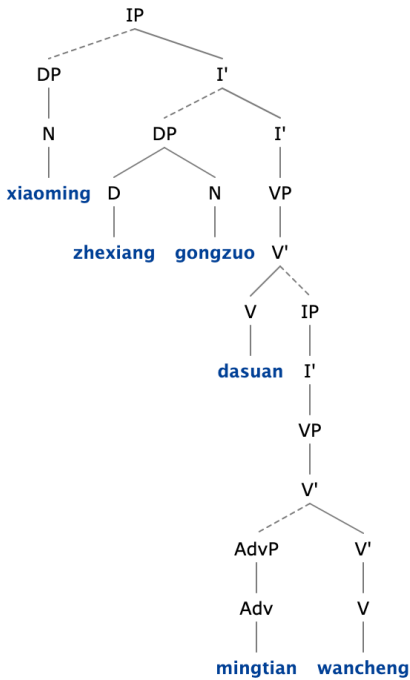 IP
DP I'
N DP I'
xiaoming D N VP
zhexiang gongzuo V'
V IP
dasuan I'
VP
V'
AdvP V'
Adv V
mingtian wancheng